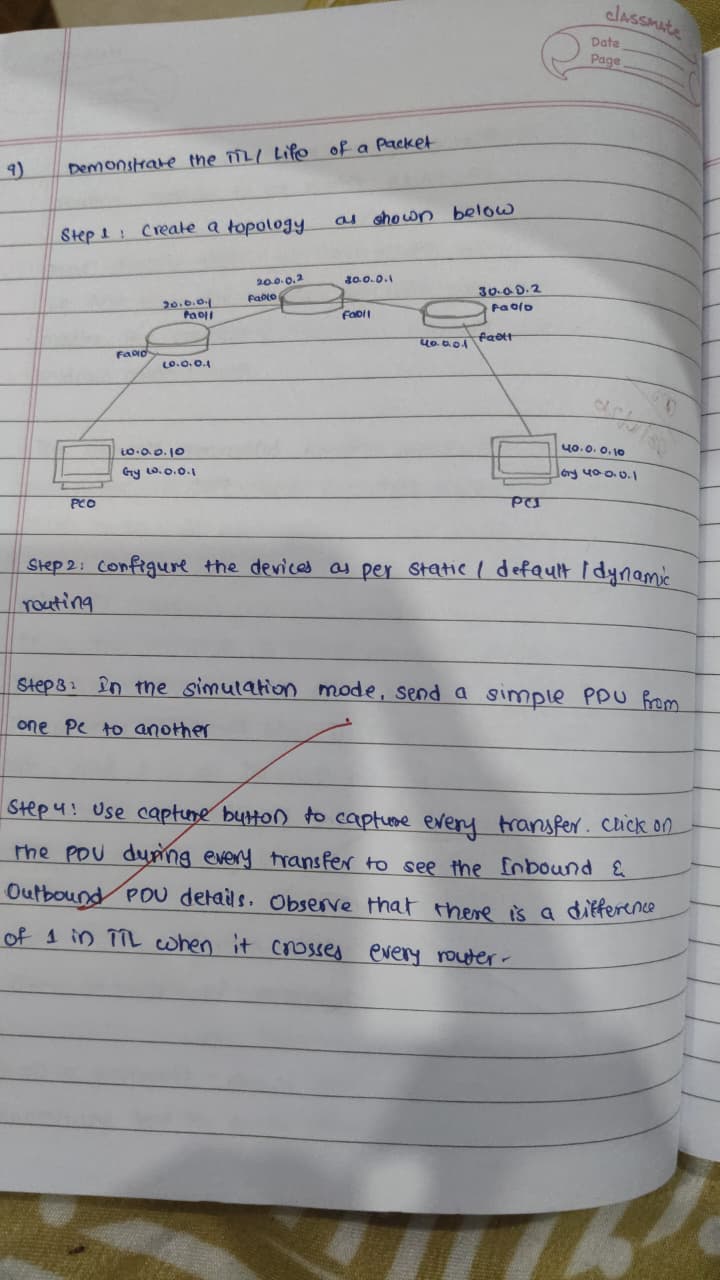 classmate
Date
Page
9) Demonstrate the TTL/ Life of a Packet
Step 1: Create a topology as shown below
20.0.0.2 30.0.0.1
Fa0/0
20.0.0.1
Fa0/1
Fa0/1
30.0.0.2
Fa0/0
Fa0/0
10.0.0.1
40.0.0.1 Fa0/1
10.0.0.10
Gy 10.0.0.1
PC0
40.0.0.10
Gy 40.0.0.1
PC1
Step 2: Configure the devices as per static / default / dynamic
routing
Step 3: In the simulation mode, send a simple PDU from
one PC to another
Step 4: Use capture button to capture every transfer. Click on
the PDU during every transfer to see the Inbound &
Outbound PDU details. Observe that there is a difference
of 1 in TTL when it crosses every router.